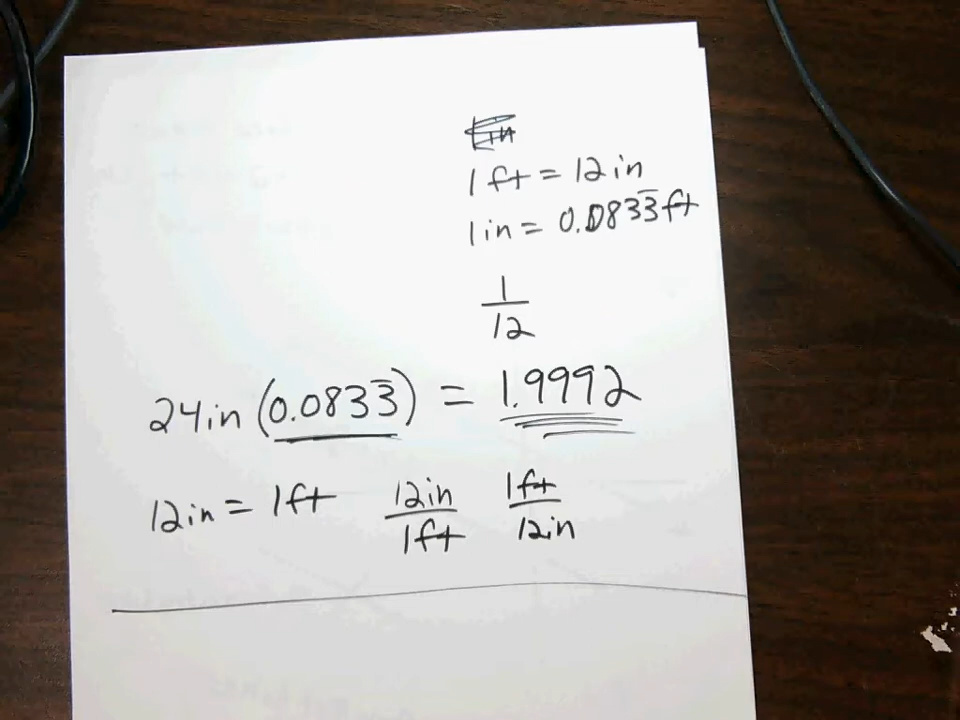 1 ft = 12 in
1 in = 0.0833̅ ft
1/12
24 in (0.0833̅) = 1.9992
12 in = 1 ft 12 in/1 ft 1 ft/12 in